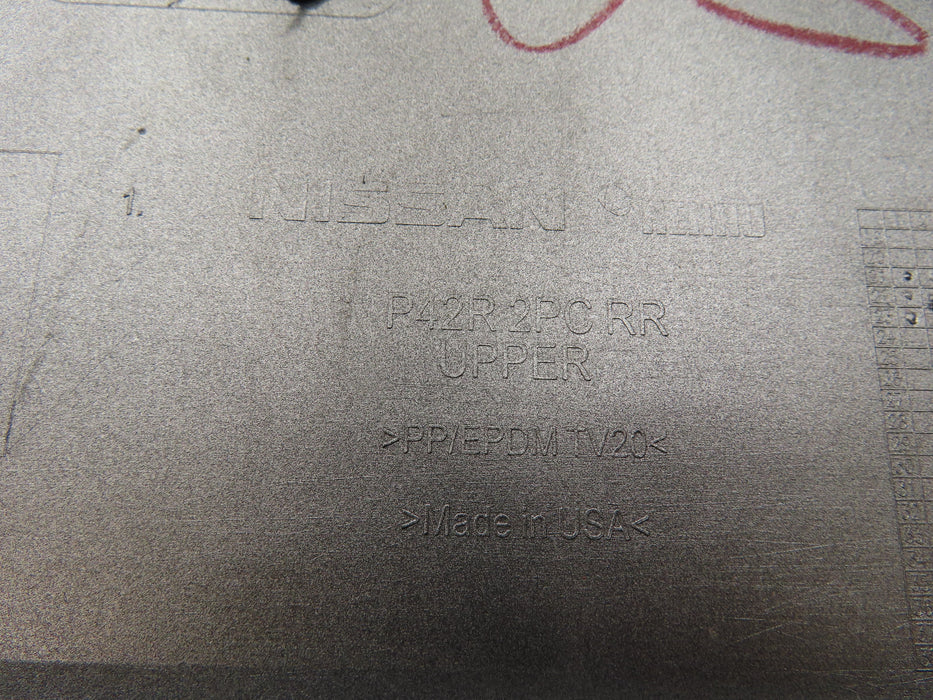 1.
NISSAN
P42R 2PC RR
UPPER
>PP/EPDM TV20<
>Made in USA<